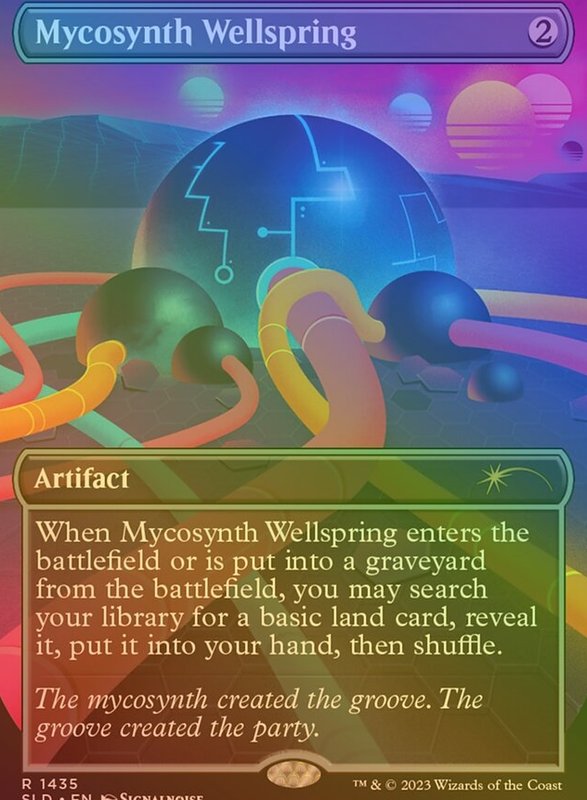 Mycosynth Wellspring 2
Artifact
When Mycosynth Wellspring enters the
battlefield or is put into a graveyard
from the battlefield, you may search
your library for a basic land card, reveal
it, put it into your hand, then shuffle.
The mycosynth created the groove. The
groove created the party.
R 1435
SLD • EN SIGNALNOISE
™ & © 2023 Wizards of the Coast